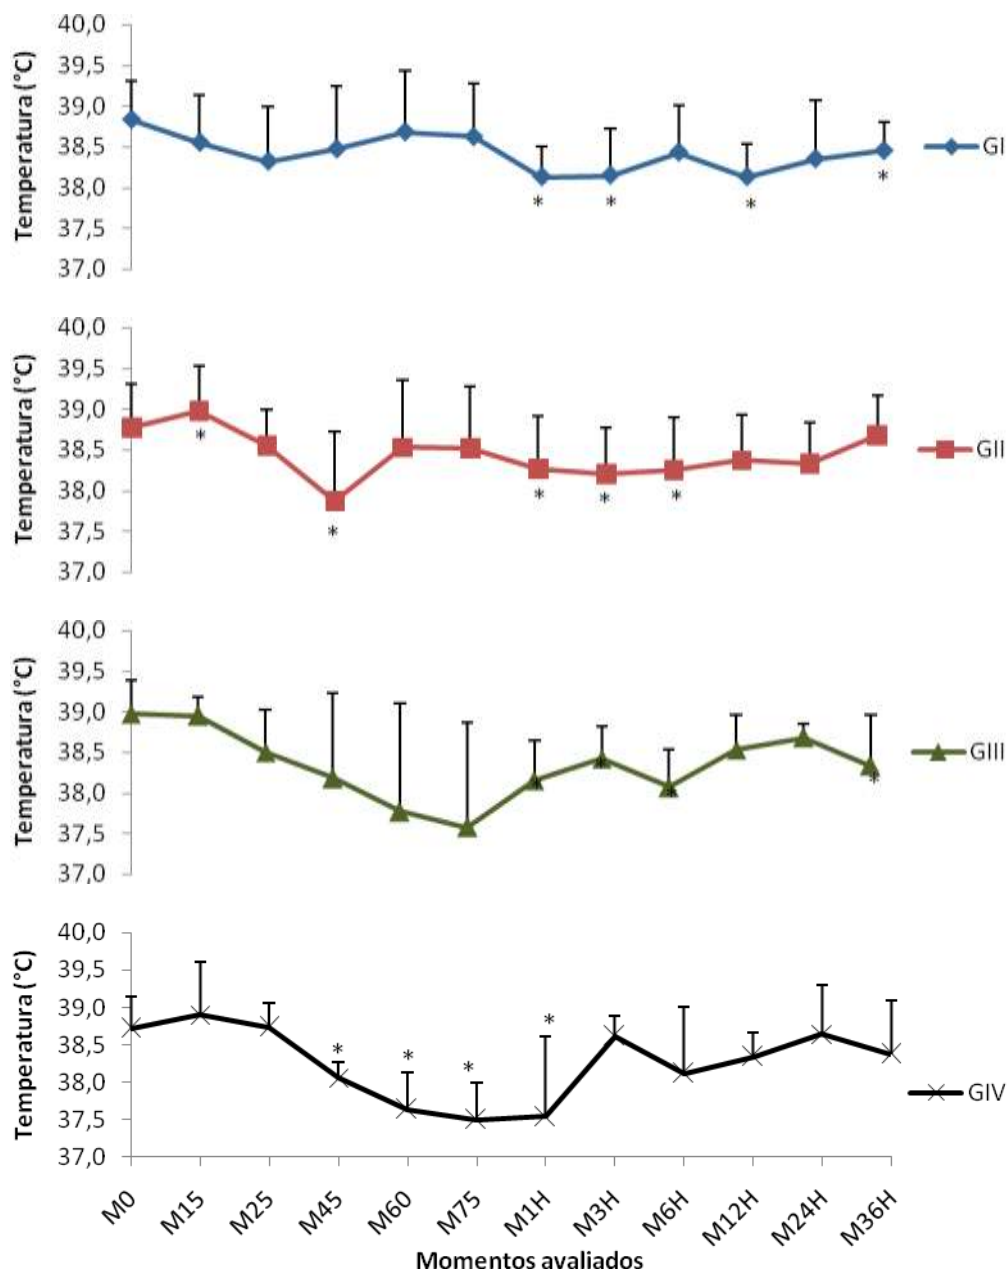 Temperatura (°C)
40,0
39,5
39,0
38,5
38,0
37,5
37,0
* * * *
GI
Temperatura (°C)
40,0
39,5
39,0
38,5
38,0
37,5
37,0
* * * * *
GII
Temperatura (°C)
40,0
39,5
39,0
38,5
38,0
37,5
37,0
* * * *
GIII
Temperatura (°C)
40,0
39,5
39,0
38,5
38,0
37,5
37,0
* * * *
GIV
M0 M15 M25 M45 M60 M75 M1H M3H M6H M12H M24H M36H
Momentos avaliados